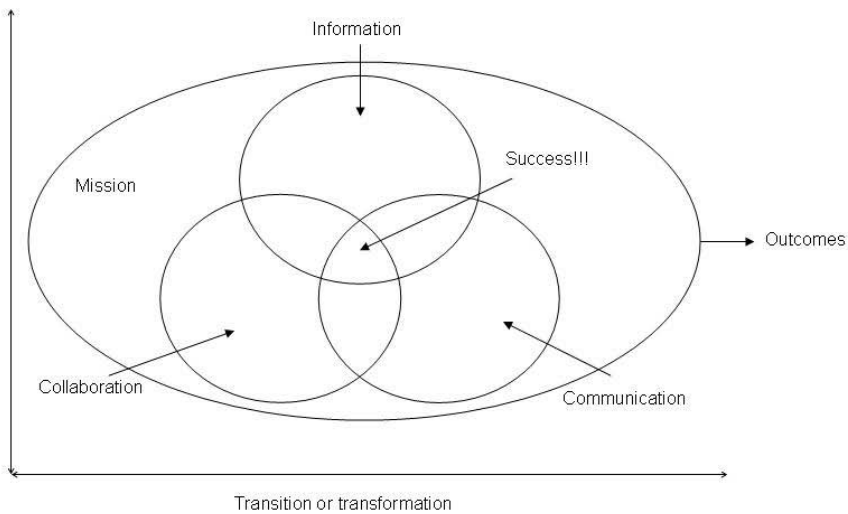 Information
Success!!!
Mission
Outcomes
Collaboration
Communication
Transition or transformation